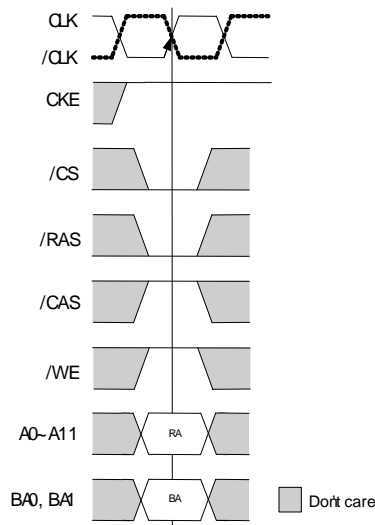 CLK
/CLK
CKE
/CS
/RAS
/CAS
/WE
A0~A11
RA
BA0, BA1
BA
Don't care